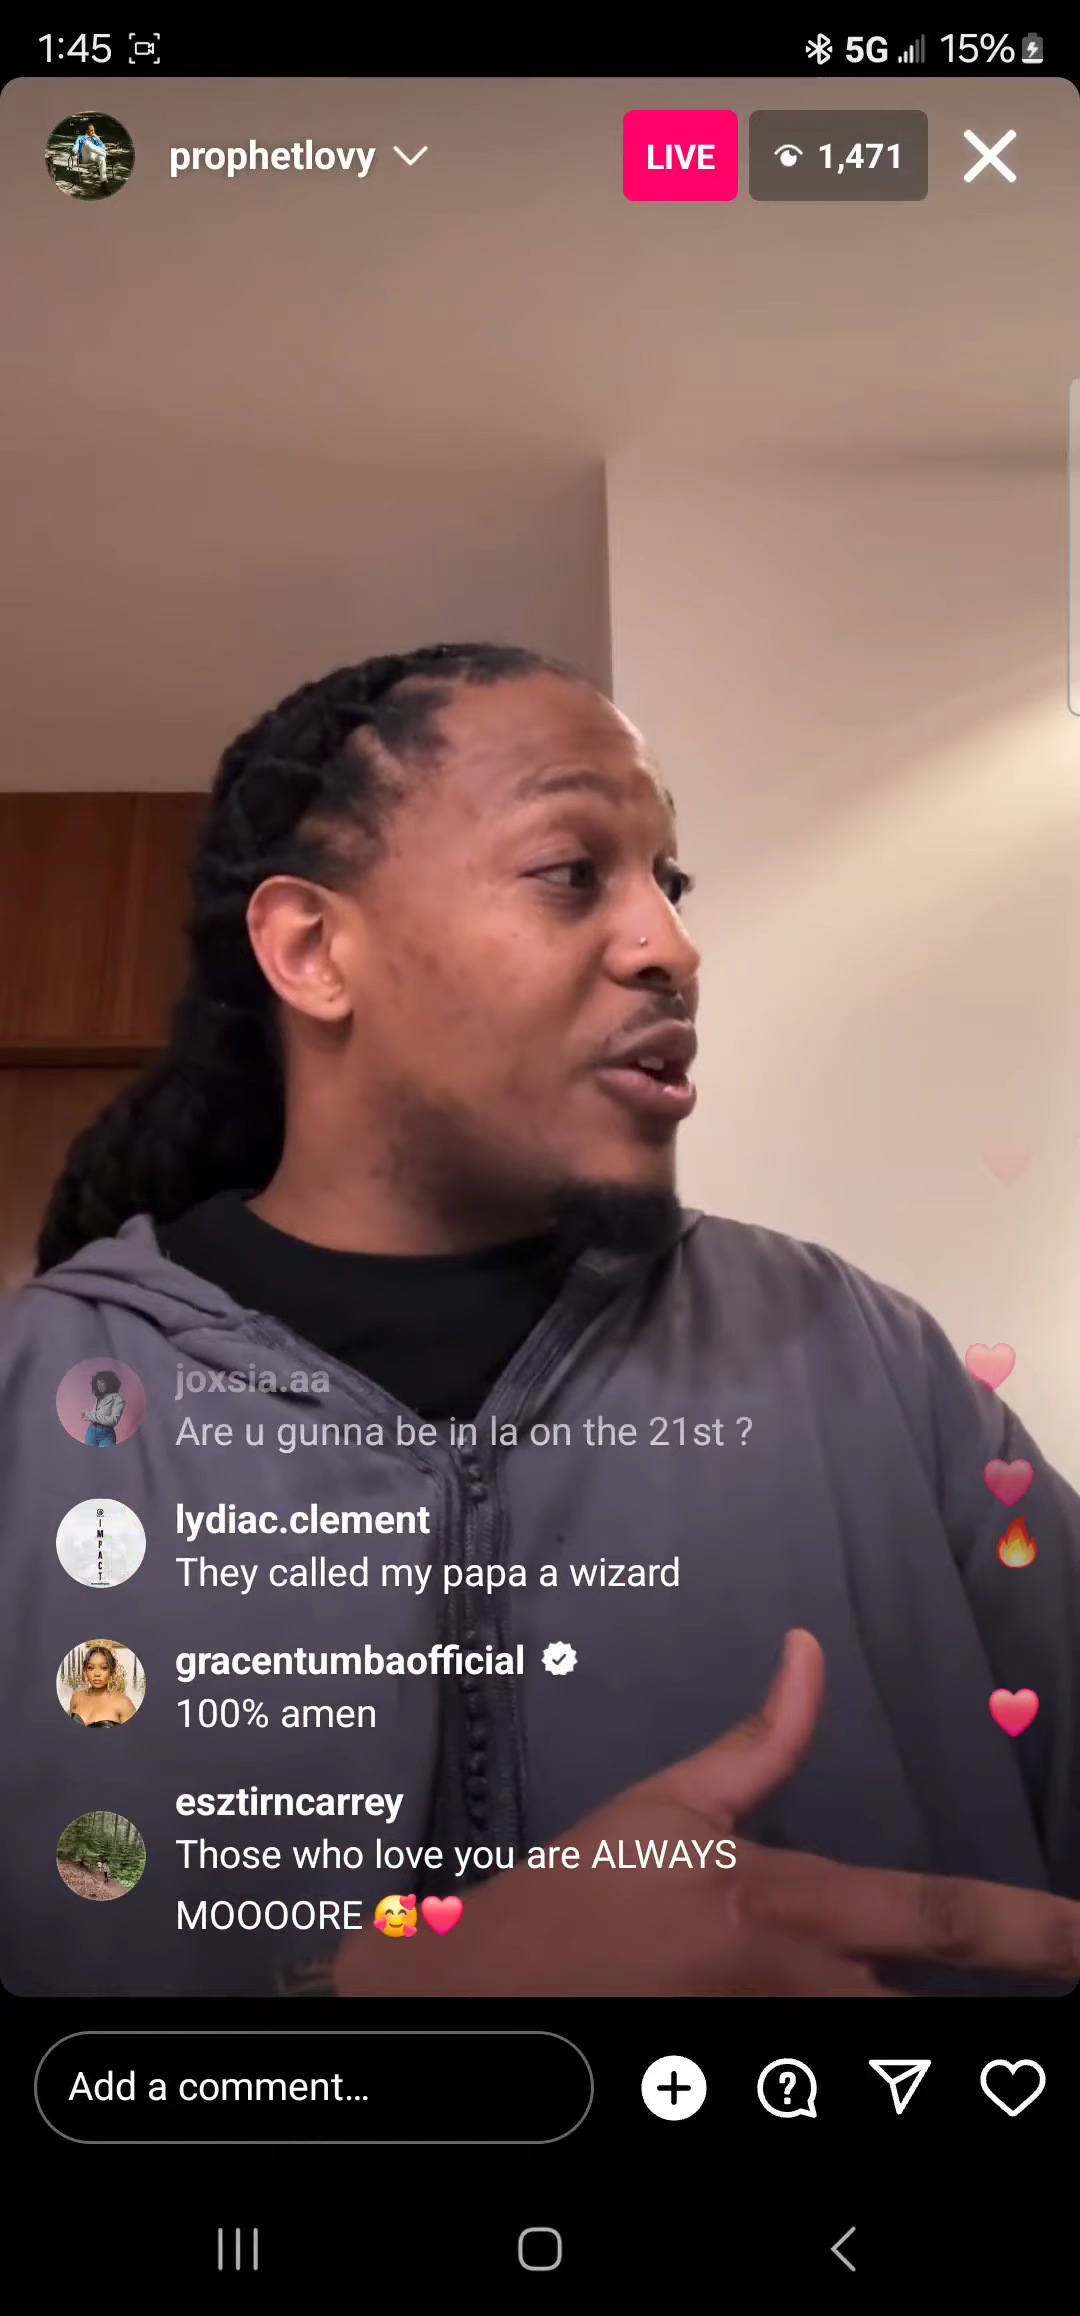 1:45
5G 15%
prophetlovy
LIVE
1,471
joxsia.aa
Are u gunna be in la on the 21st ?
IMPACT
lydiac.clement
They called my papa a wizard
gracentumbaofficial
100% amen
esztirncarrey
Those who love you are ALWAYS
MOOOORE 🥰❤️
Add a comment...